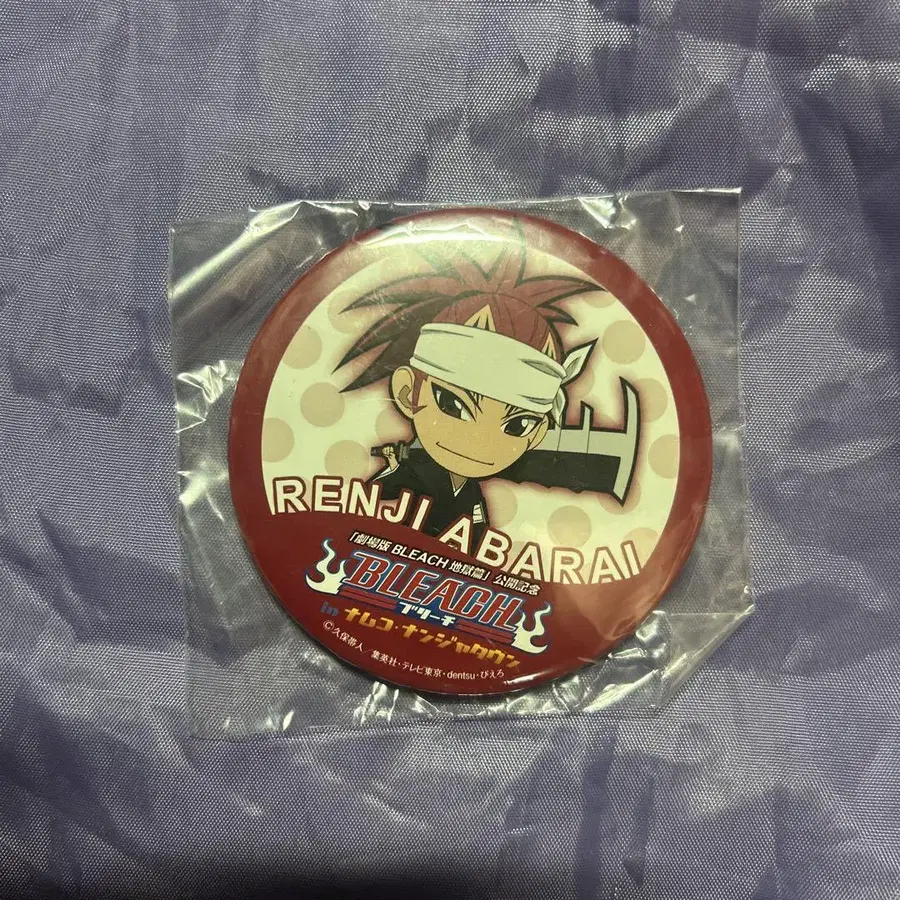 RENJI ABARAI
「劇場版 BLEACH 地獄篇」公開記念
BLEACH
ブリーチ
in ナムコ・ナンジャタウン
©久保帯人/集英社・テレビ東京・dentsu・ぴえろ